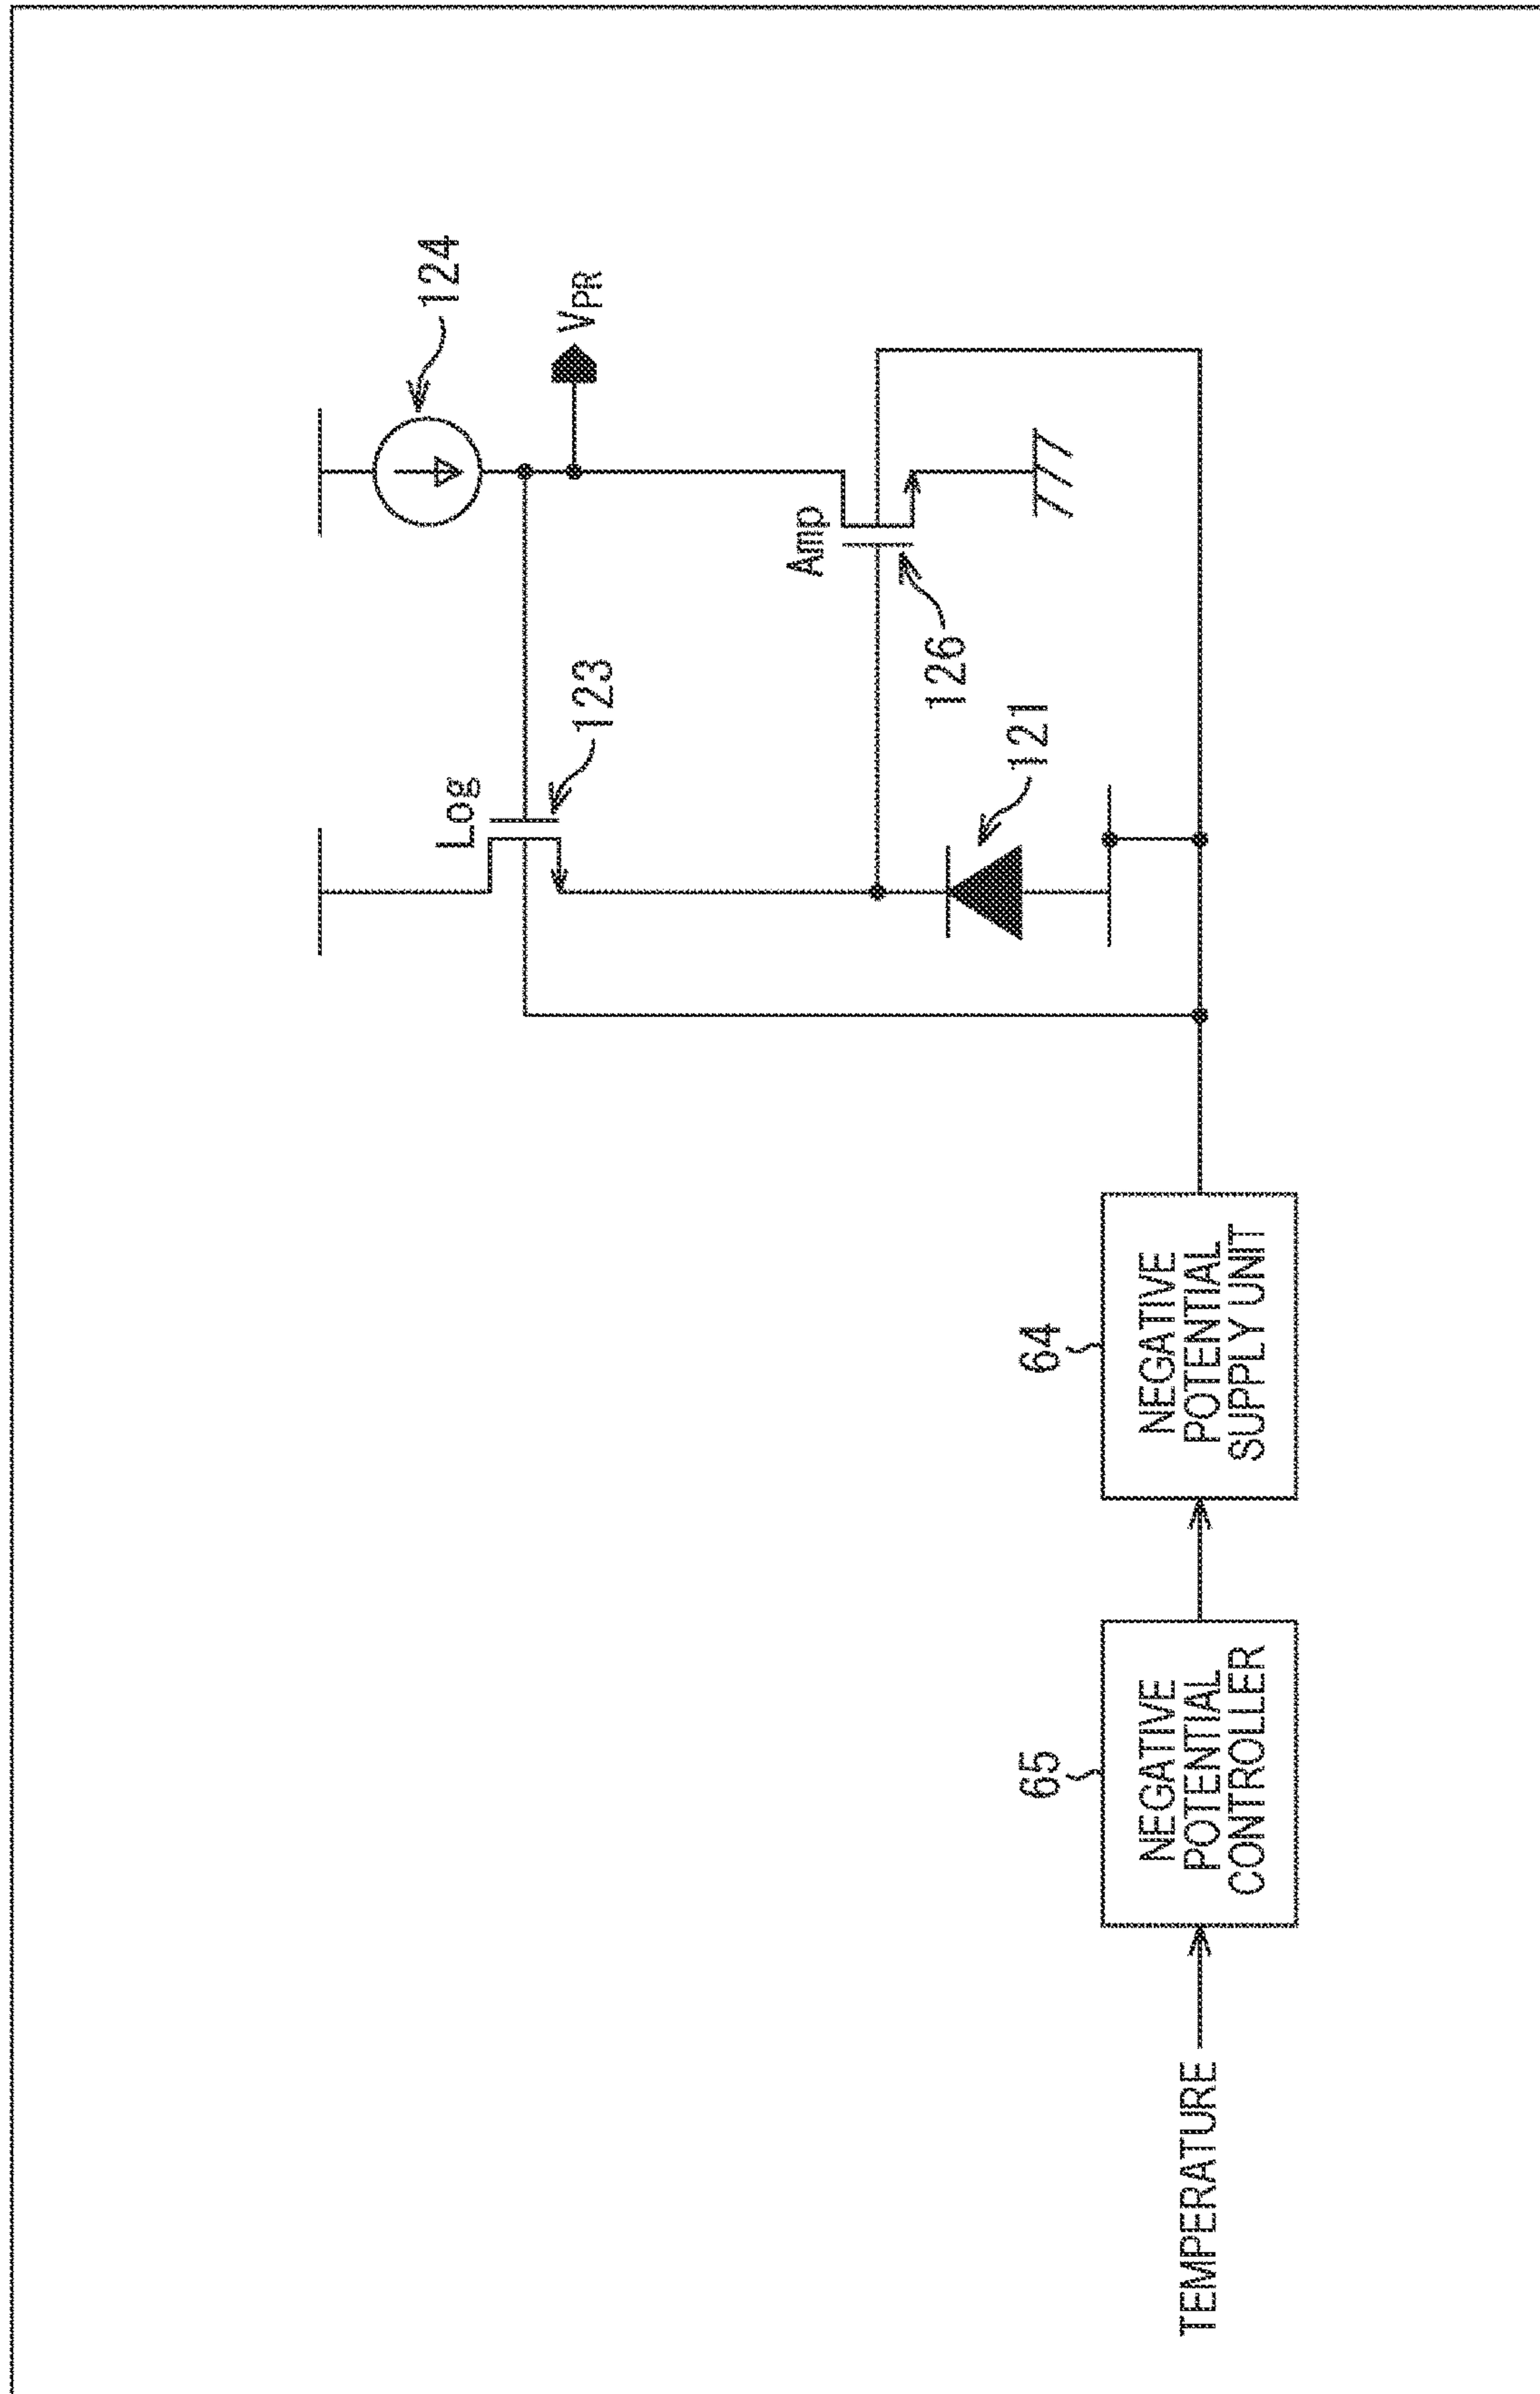 TEMPERATURE
65
NEGATIVE
POTENTIAL
CONTROLLER
64
NEGATIVE
POTENTIAL
SUPPLY UNIT
Log
123
124
VPR
Amp
126
121